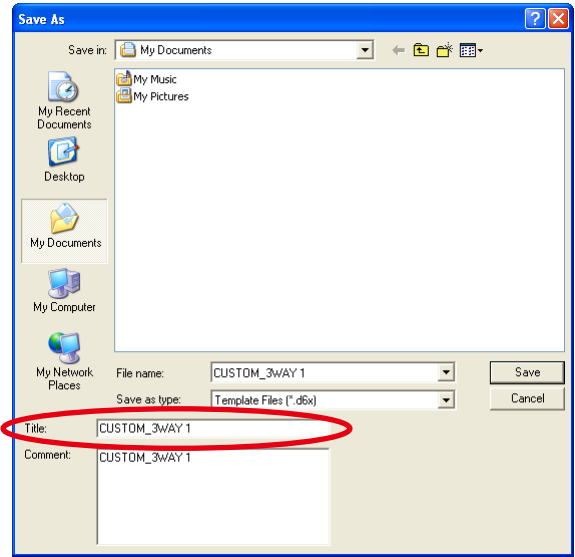 Save As
Save in:
My Documents
My Music
My Pictures
My Recent
Documents
Desktop
My Documents
My Computer
My Network
Places
File name:
CUSTOM_3WAY 1
Save
Save as type:
Template Files (*.d6x)
Cancel
Title:
CUSTOM_3WAY 1
Comment:
CUSTOM_3WAY 1